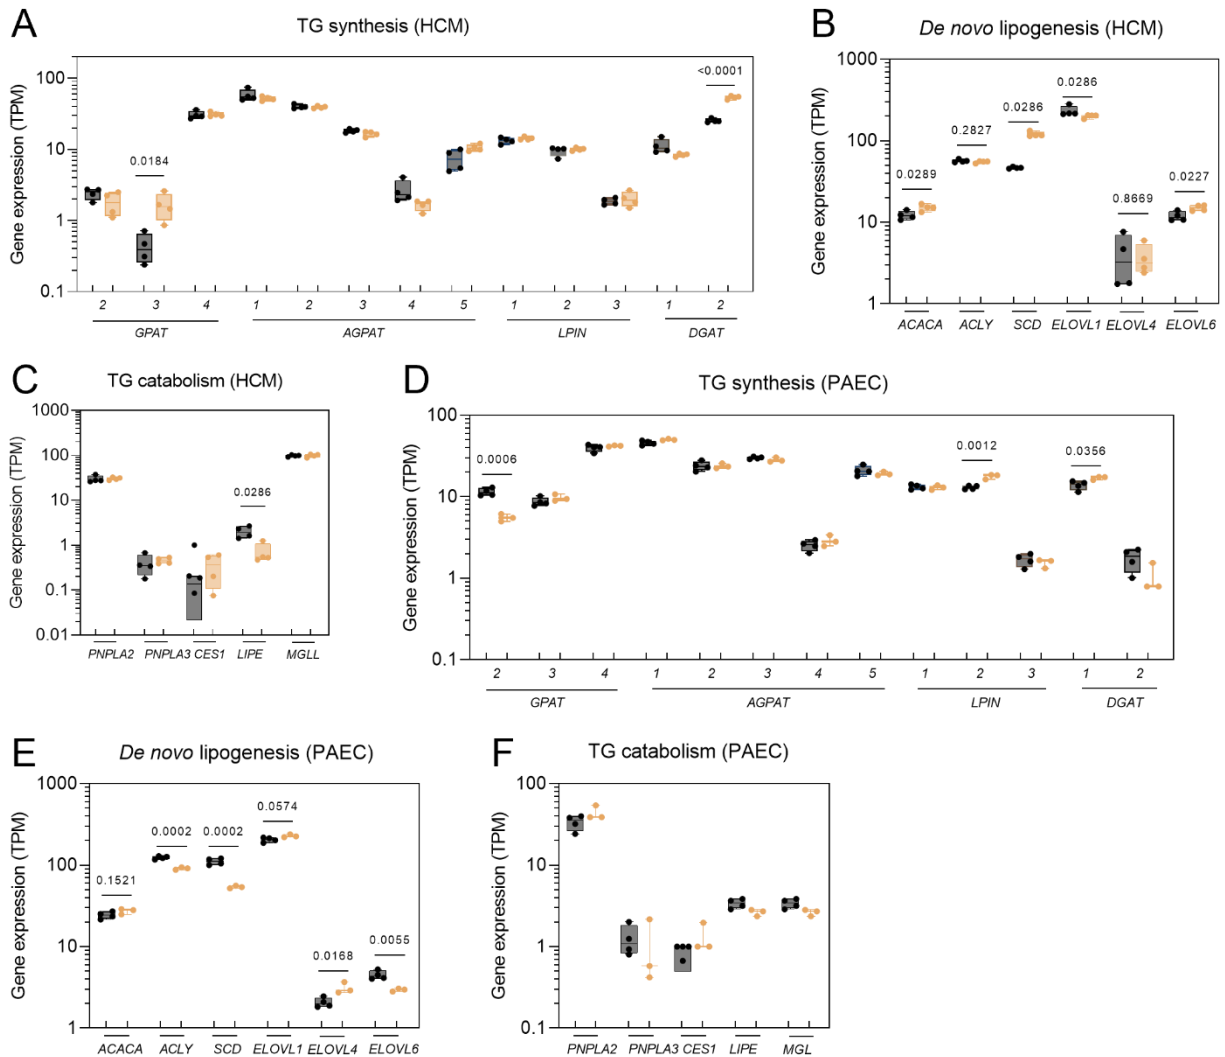 A
TG synthesis (HCM)
Gene expression (TPM)
100
10
1
0.1
0.0184
<0.0001
2 3 4 1 2 3 4 5 1 2 3 1 2
GPAT AGPAT LPIN DGAT
B
De novo lipogenesis (HCM)
Gene expression (TPM)
1000
100
10
1
0.0289
0.2827
0.0286
0.0286
0.8669
0.0227
ACACA ACLY SCD ELOVL1 ELOVL4 ELOVL6
C
TG catabolism (HCM)
Gene expression (TPM)
1000
100
10
1
0.1
0.01
0.0286
PNPLA2 PNPLA3 CES1 LIPE MGLL
D
TG synthesis (PAEC)
Gene expression (TPM)
100
10
1
0.1
0.0006
0.0012
0.0356
2 3 4 1 2 3 4 5 1 2 3 1 2
GPAT AGPAT LPIN DGAT
E
De novo lipogenesis (PAEC)
Gene expression (TPM)
1000
100
10
1
0.1521
0.0002
0.0002
0.0574
0.0168
0.0055
ACACA ACLY SCD ELOVL1 ELOVL4 ELOVL6
F
TG catabolism (PAEC)
Gene expression (TPM)
100
10
1
0.1
PNPLA2 PNPLA3 CES1 LIPE MGL